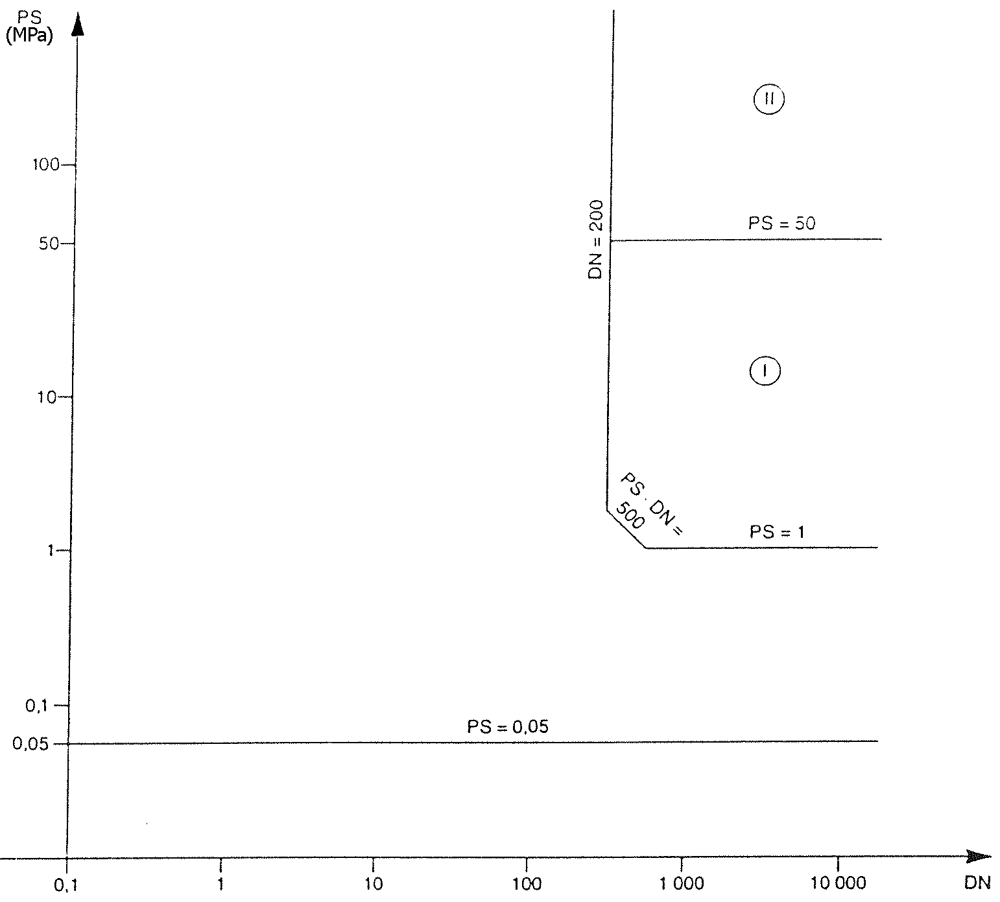 PS
(MPa)
II
100
PS = 50
50
DN = 200
I
10
PS · DN =
500
PS = 1
1
0,1
PS = 0,05
0,05
0,1
1
10
100
1 000
10 000
DN